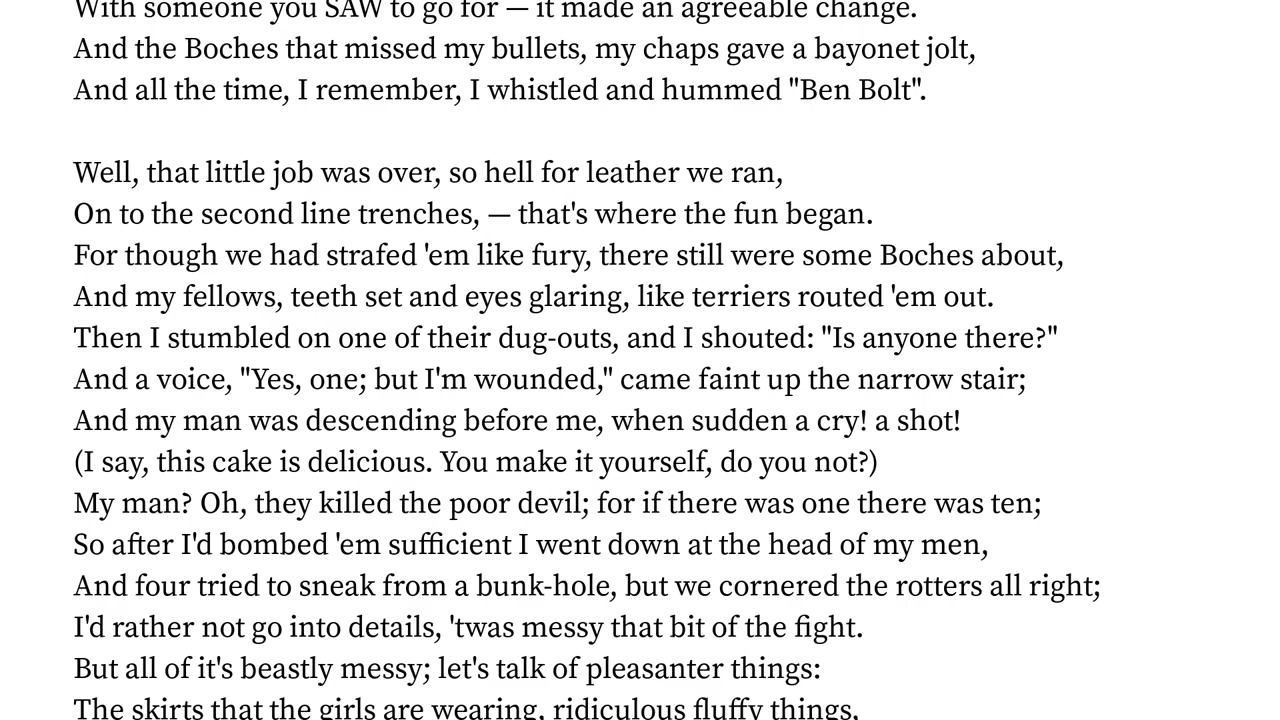 With someone you SAW to go for — it made an agreeable change.
And the Boches that missed my bullets, my chaps gave a bayonet jolt,
And all the time, I remember, I whistled and hummed "Ben Bolt".
Well, that little job was over, so hell for leather we ran,
On to the second line trenches, — that's where the fun began.
For though we had strafed 'em like fury, there still were some Boches about,
And my fellows, teeth set and eyes glaring, like terriers routed 'em out.
Then I stumbled on one of their dug-outs, and I shouted: "Is anyone there?"
And a voice, "Yes, one; but I'm wounded," came faint up the narrow stair;
And my man was descending before me, when sudden a cry! a shot!
(I say, this cake is delicious. You make it yourself, do you not?)
My man? Oh, they killed the poor devil; for if there was one there was ten;
So after I'd bombed 'em sufficient I went down at the head of my men,
And four tried to sneak from a bunk-hole, but we cornered the rotters all right;
I'd rather not go into details, 'twas messy that bit of the fight.
But all of it's beastly messy; let's talk of pleasanter things:
The skirts that the girls are wearing, ridiculous fluffy things,